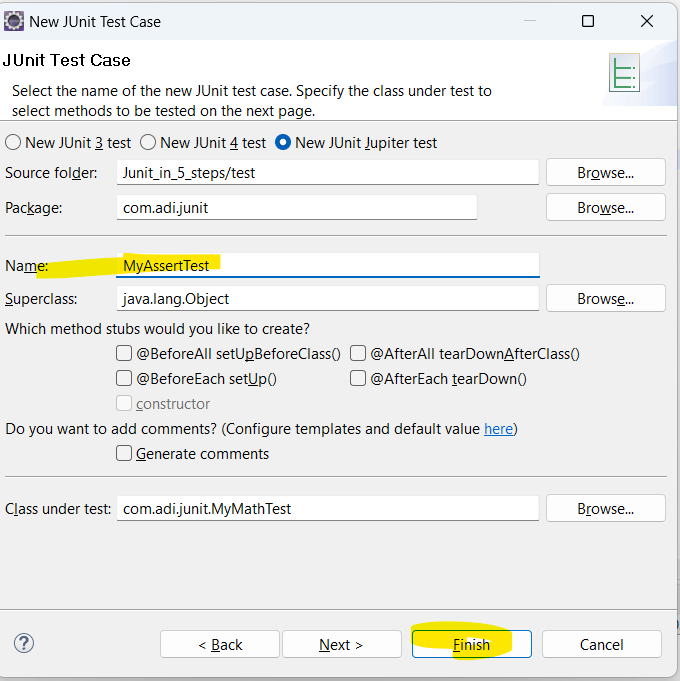 New JUnit Test Case
JUnit Test Case
Select the name of the new JUnit test case. Specify the class under test to
select methods to be tested on the next page.
New JUnit 3 test New JUnit 4 test New JUnit Jupiter test
Source folder: Junit_in_5_steps/test Browse...
Package: com.adi.junit Browse...
Name: MyAssertTest
Superclass: java.lang.Object Browse...
Which method stubs would you like to create?
@BeforeAll setUpBeforeClass() @AfterAll tearDownAfterClass()
@BeforeEach setUp() @AfterEach tearDown()
constructor
Do you want to add comments? (Configure templates and default value here)
Generate comments
Class under test: com.adi.junit.MyMathTest Browse...
? < Back Next > Finish Cancel